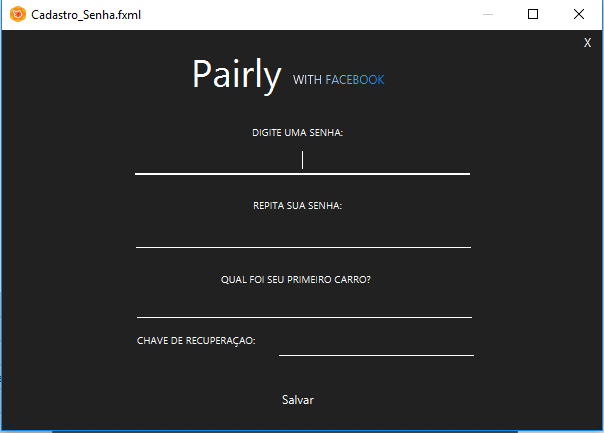 Cadastro_Senha.fxml
X
Pairly WITH FACEBOOK
DIGITE UMA SENHA:
REPITA SUA SENHA:
QUAL FOI SEU PRIMEIRO CARRO?
CHAVE DE RECUPERAÇAO:
Salvar